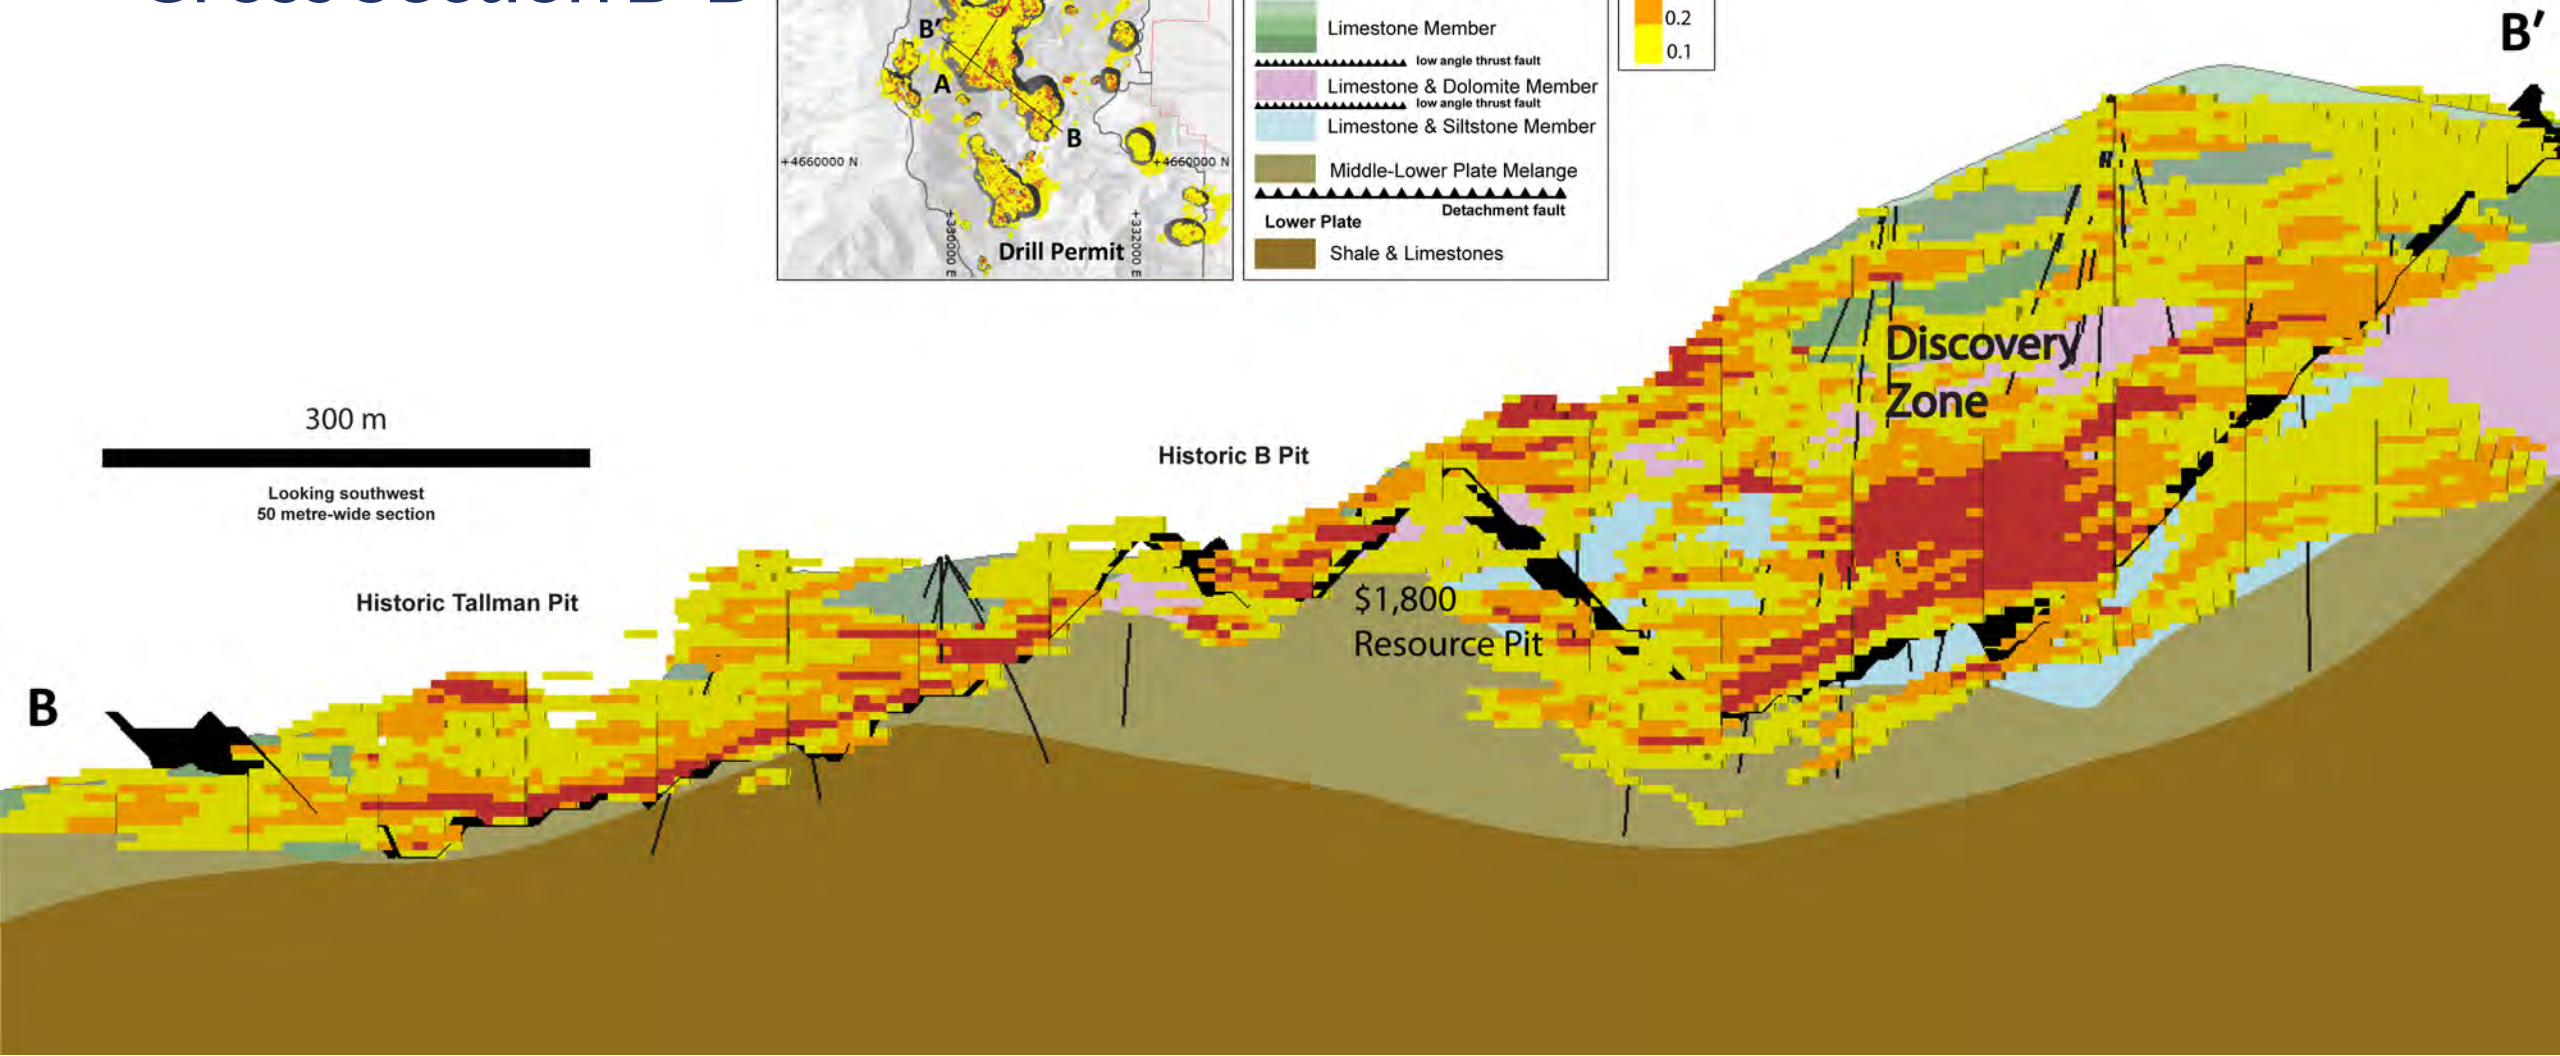 Cross Section B-B'
B'
A
B
+4660000 N
+4660000 N
+330000 m
+332000 m
Drill Permit
Limestone Member
low angle thrust fault
Limestone & Dolomite Member
low angle thrust fault
Limestone & Siltstone Member
Middle-Lower Plate Melange
Detachment fault
Lower Plate
Shale & Limestones
0.2
0.1
B'
Discovery
Zone
300 m
Looking southwest
50 metre-wide section
Historic B Pit
Historic Tallman Pit
$1,800
Resource Pit
B